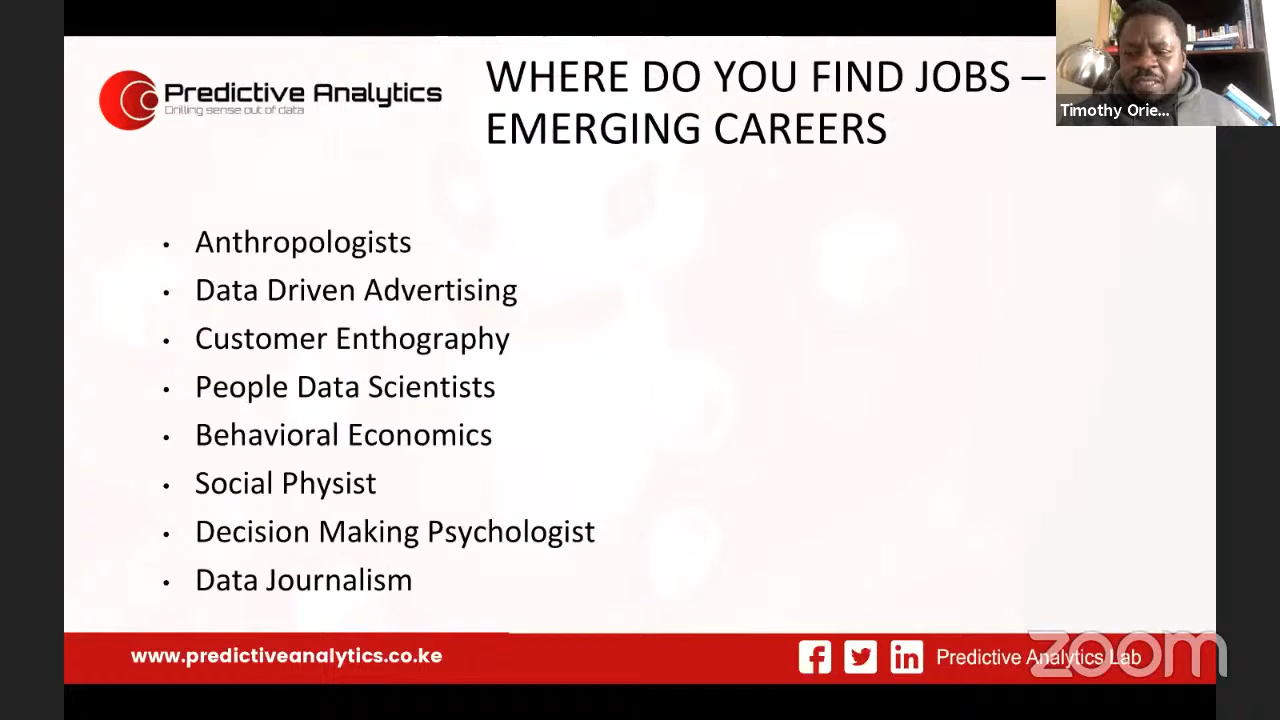 Predictive Analytics
Drilling sense out of data
WHERE DO YOU FIND JOBS –
EMERGING CAREERS
Timothy Orie...
• Anthropologists
• Data Driven Advertising
• Customer Enthography
• People Data Scientists
• Behavioral Economics
• Social Physist
• Decision Making Psychologist
• Data Journalism
www.predictiveanalytics.co.ke
Predictive Analytics Lab
zoom